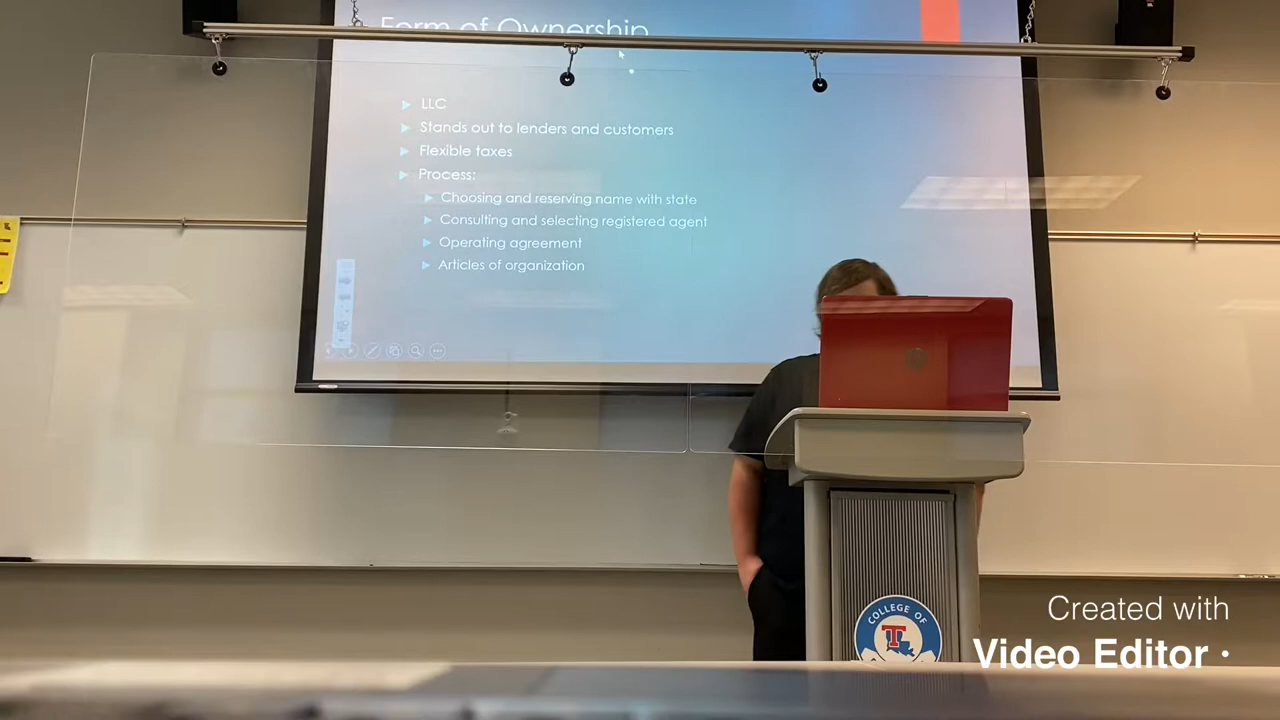 Form of Ownership
LLC
Stands out to lenders and customers
Flexible taxes
Process:
Choosing and reserving name with state
Consulting and selecting registered agent
Operating agreement
Articles of organization
COLLEGE OF
T
Created with
Video Editor